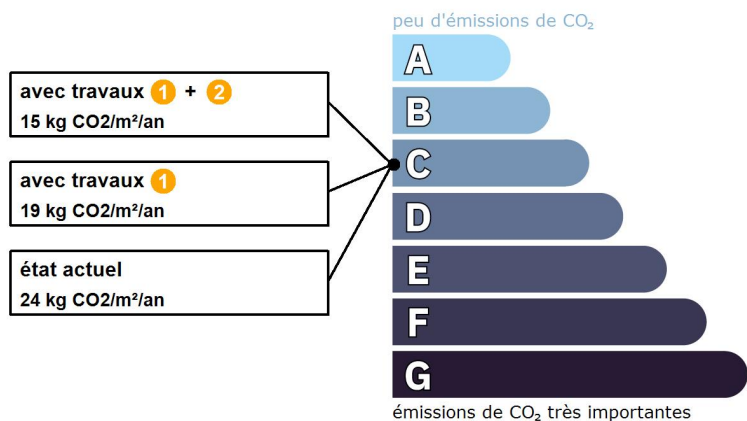 peu d'émissions de CO₂
A
avec travaux 1 + 2
15 kg CO2/m²/an
B
avec travaux 1
19 kg CO2/m²/an
C
D
état actuel
24 kg CO2/m²/an
E
F
G
émissions de CO₂ très importantes